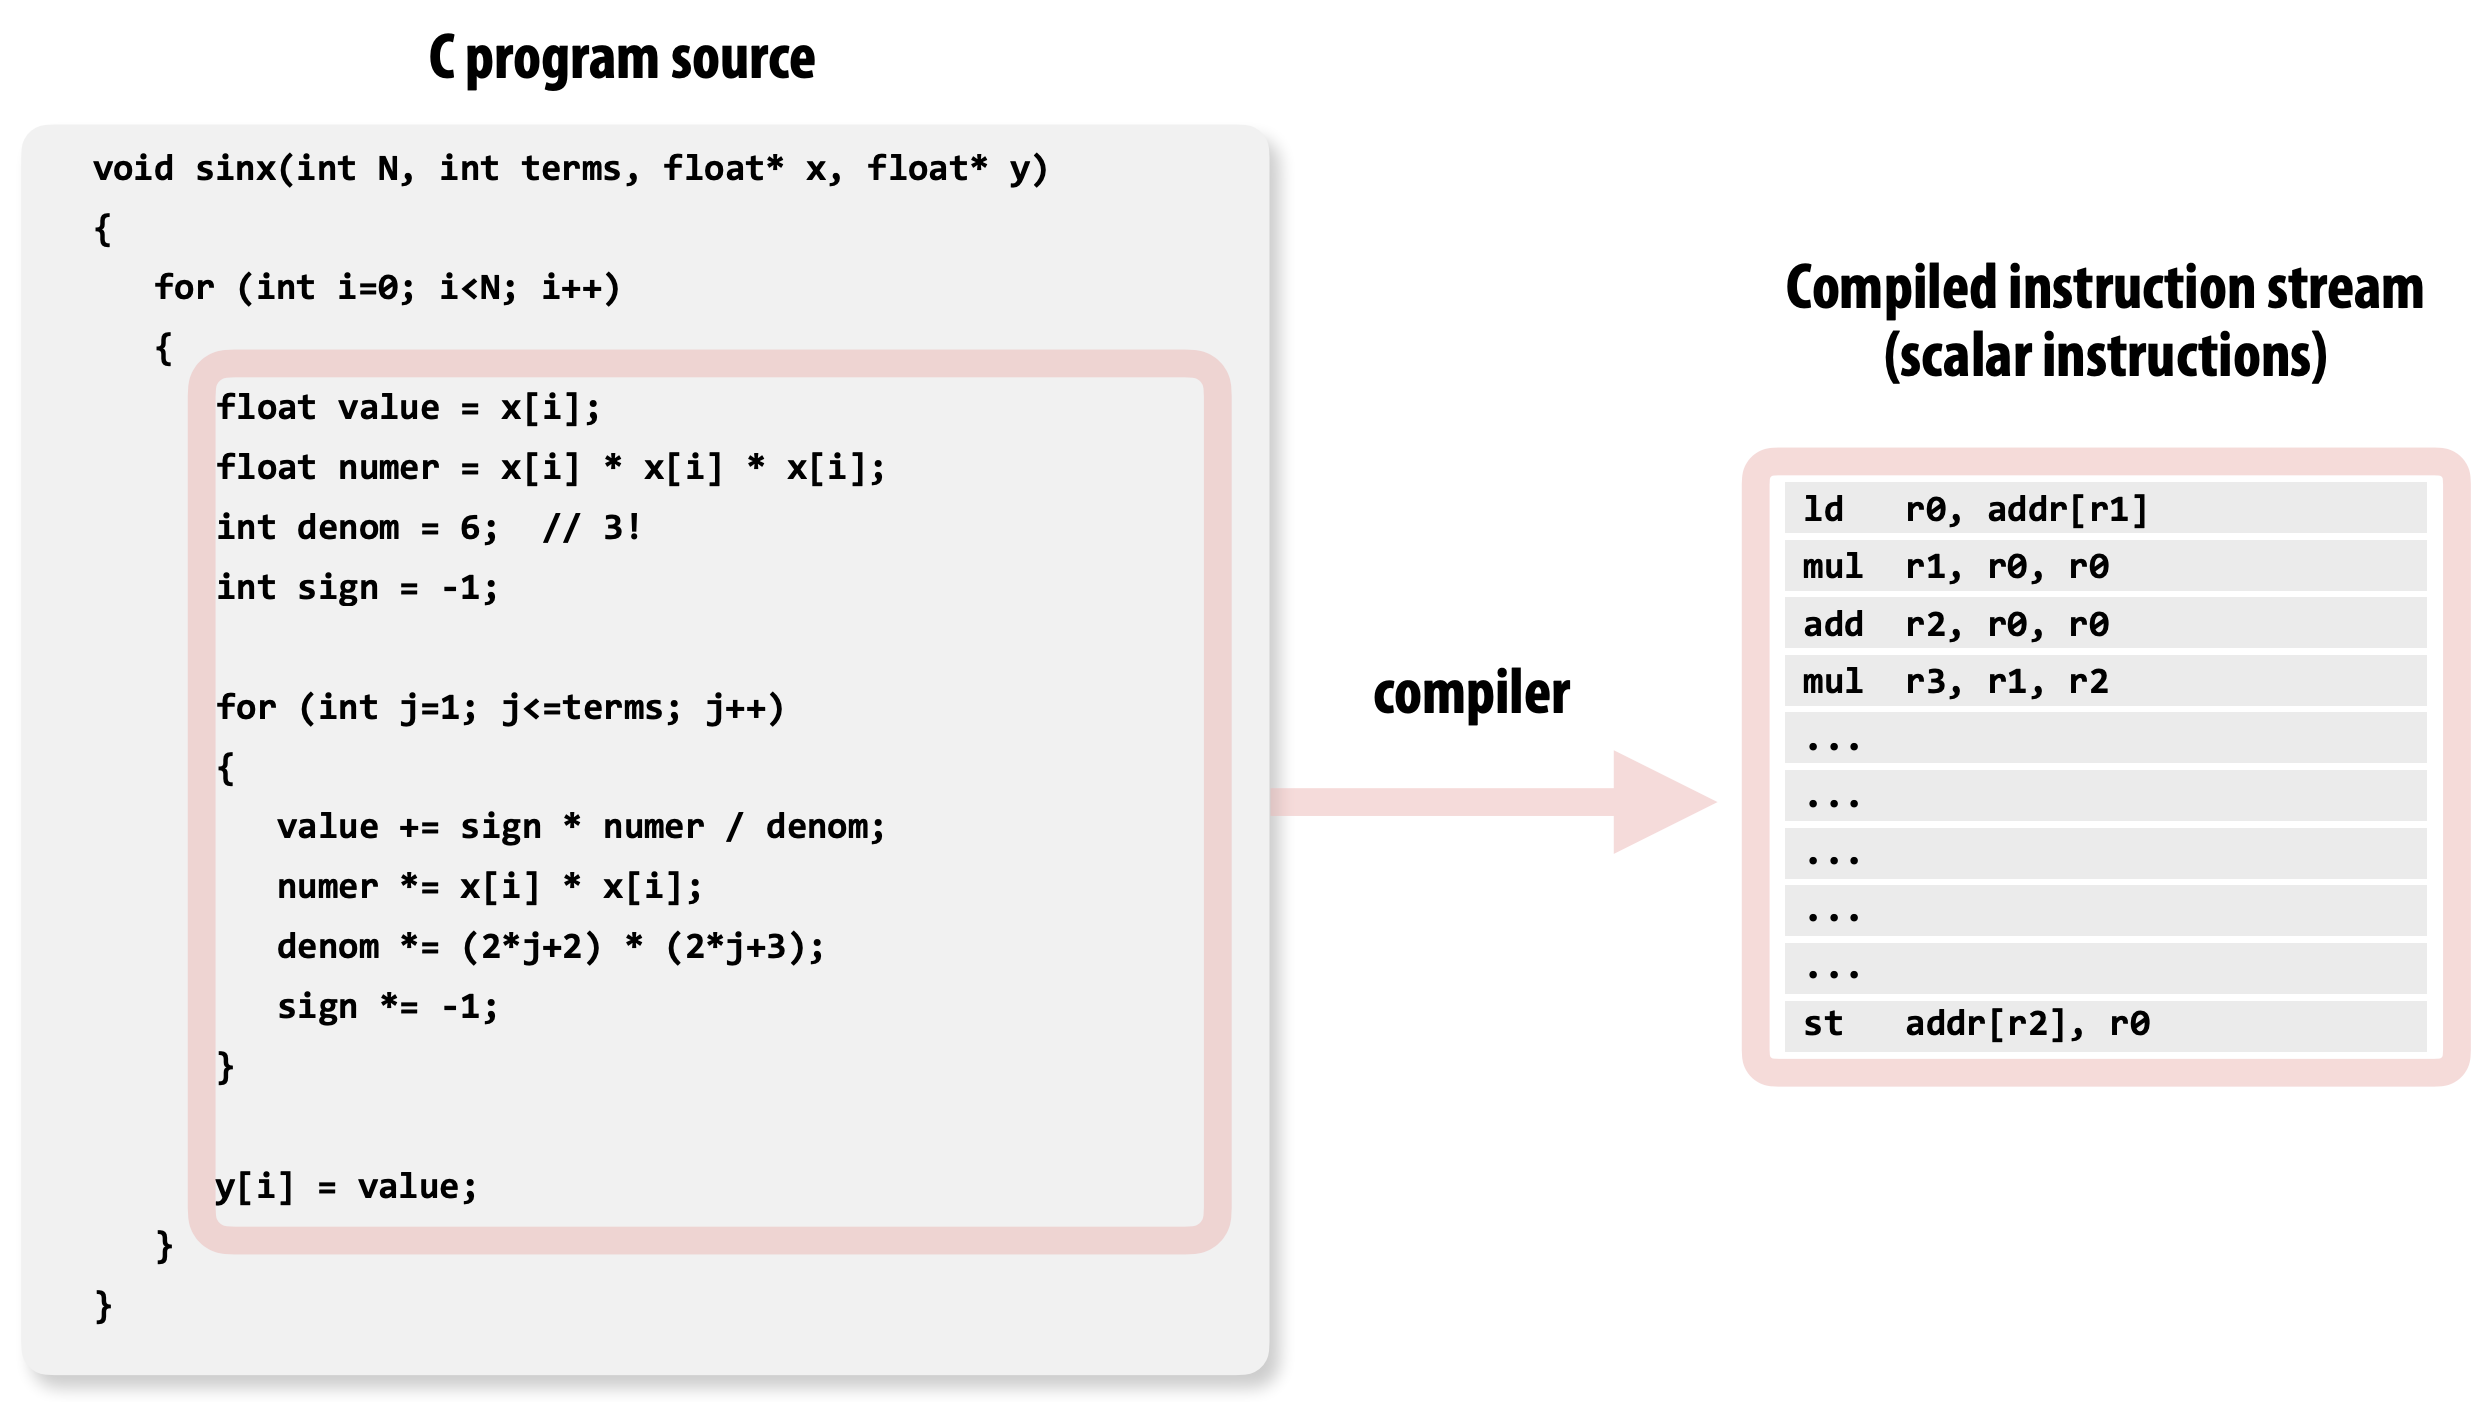 C program source
void sinx(int N, int terms, float* x, float* y)
{
for (int i=0; i<N; i++)
{
float value = x[i];
float numer = x[i] * x[i] * x[i];
int denom = 6;  // 3!
int sign = -1;
for (int j=1; j<=terms; j++)
{
value += sign * numer / denom;
numer *= x[i] * x[i];
denom *= (2*j+2) * (2*j+3);
sign *= -1;
}
y[i] = value;
}
}
compiler
Compiled instruction stream
(scalar instructions)
ld   r0, addr[r1]
mul  r1, r0, r0
add  r2, r0, r0
mul  r3, r1, r2
...
...
...
...
...
st   addr[r2], r0